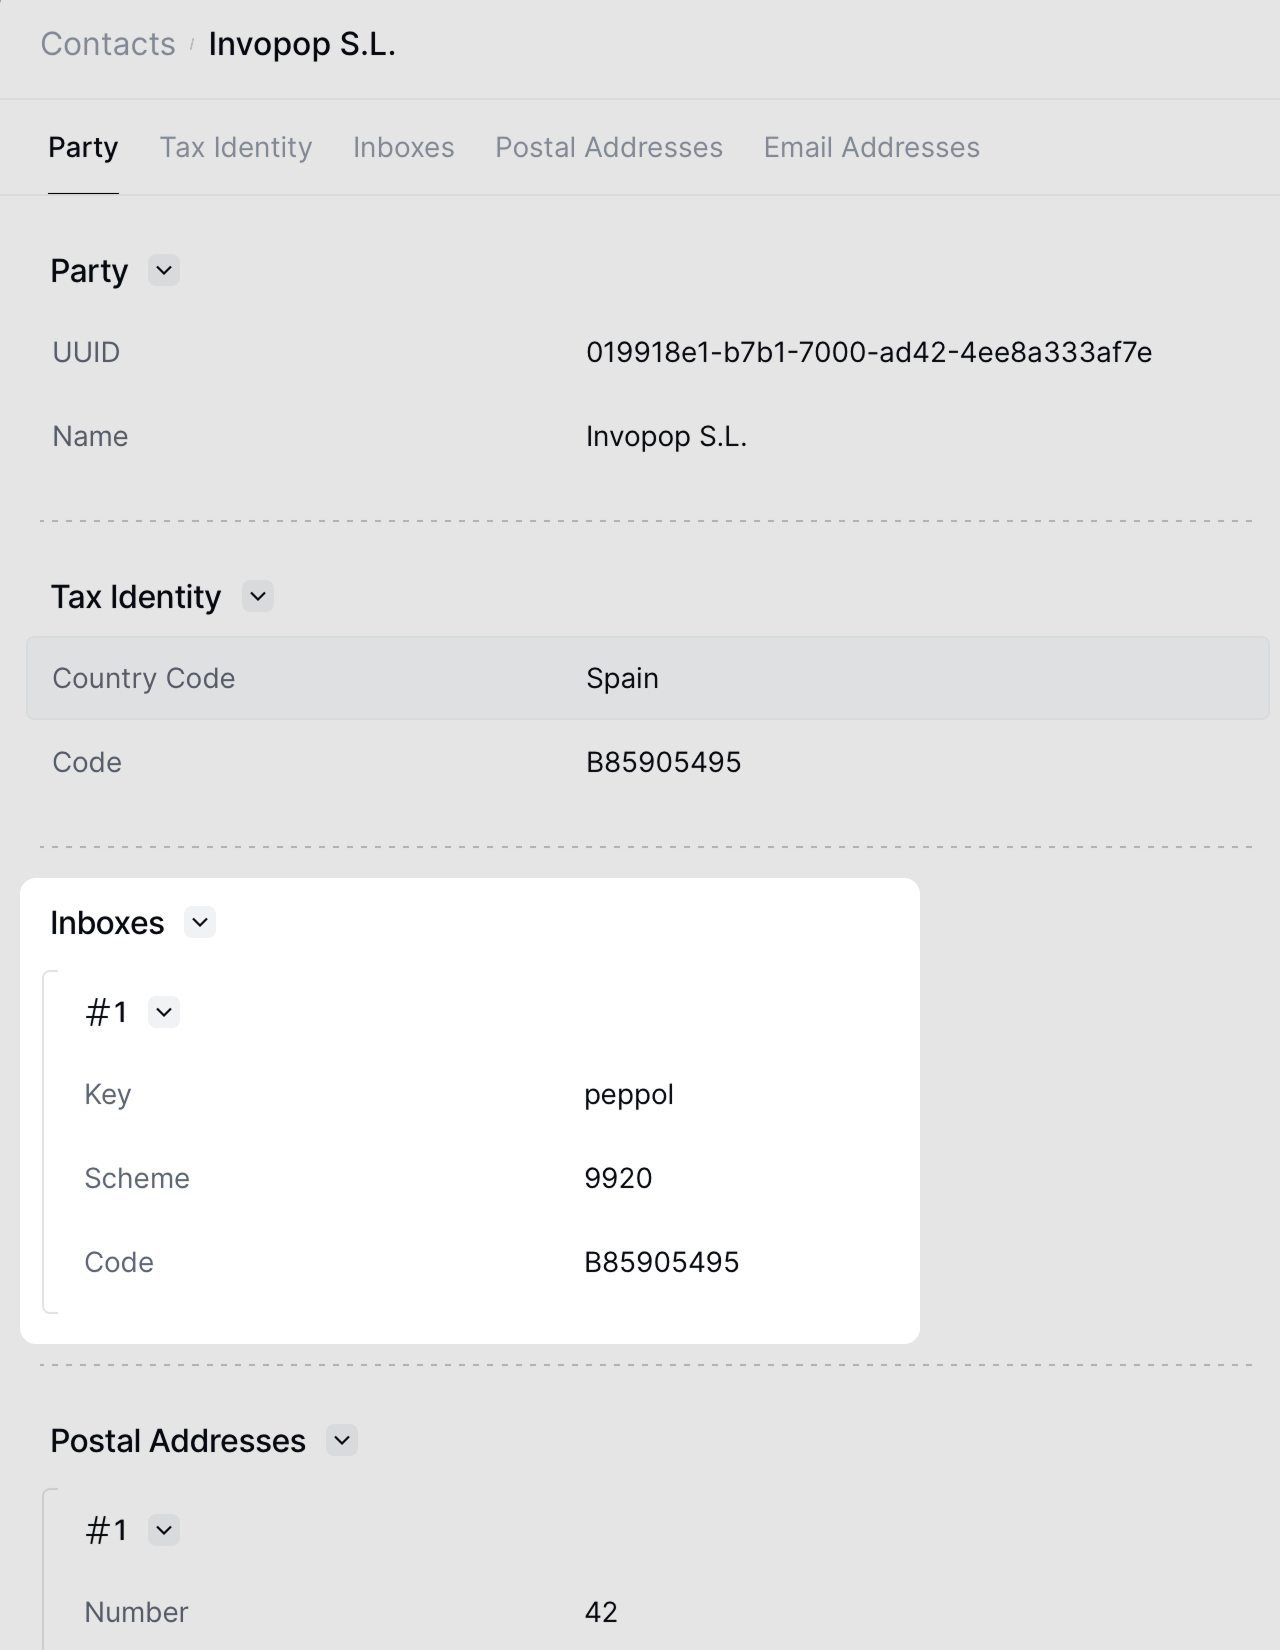 Contacts / Invopop S.L.
Party Tax Identity Inboxes Postal Addresses Email Addresses
Party
UUID 019918e1-b7b1-7000-ad42-4ee8a333af7e
Name Invopop S.L.
Tax Identity
Country Code Spain
Code B85905495
Inboxes
#1
Key peppol
Scheme 9920
Code B85905495
Postal Addresses
#1
Number 42